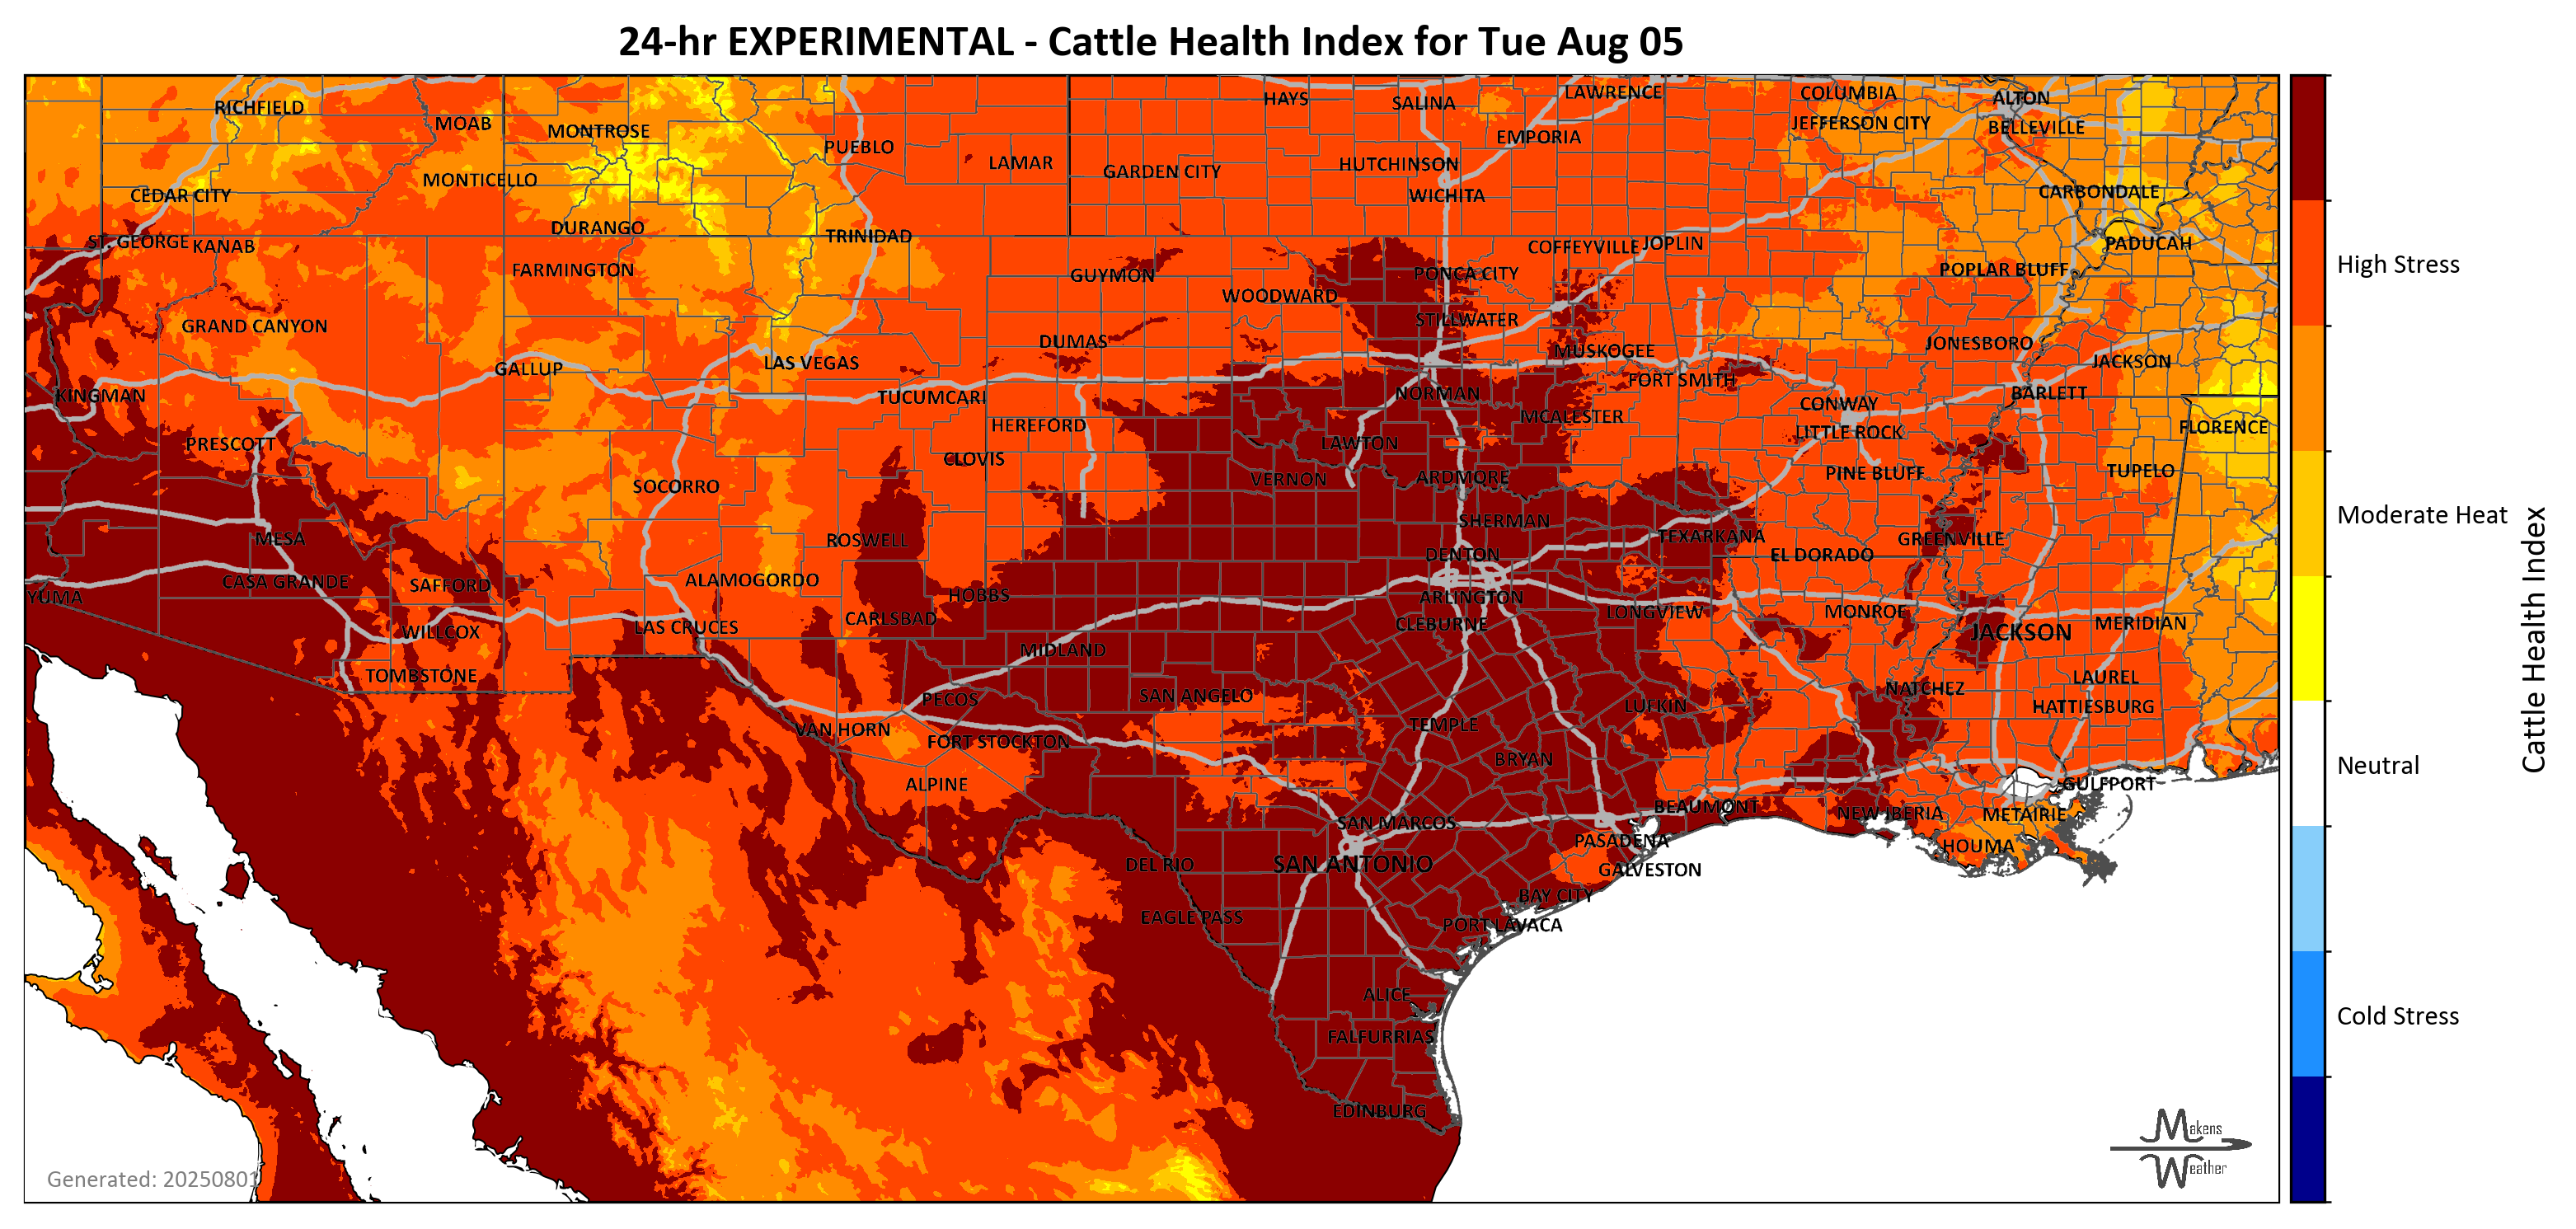 24-hr EXPERIMENTAL - Cattle Health Index for Tue Aug 05
RICHFIELD
MOAB
MONTROSE
PUEBLO
LAMAR
HAYS
SALINA
LAWRENCE
COLUMBIA
ALTON
JEFFERSON CITY
BELLEVILLE
EMPORIA
GARDEN CITY
HUTCHINSON
WICHITA
MONTICELLO
CEDAR CITY
CARBONDALE
DURANGO
TRINIDAD
ST. GEORGE
KANAB
COFFEYVILLE
JOPLIN
PADUCAH
FARMINGTON
GUYMON
PONCA CITY
POPLAR BLUFF
High Stress
WOODWARD
GRAND CANYON
STILLWATER
DUMAS
JONESBORO
MUSKOGEE
GALLUP
LAS VEGAS
JACKSON
FORT SMITH
KINGMAN
TUCUMCARI
NORMAN
BARLETT
CONWAY
MCALESTER
HEREFORD
FLORENCE
LITTLE ROCK
PRESCOTT
LAWTON
CLOVIS
PINE BLUFF
TUPELO
SOCORRO
VERNON
ARDMORE
Moderate Heat
SHERMAN
MESA
ROSWELL
TEXARKANA
GREENVILLE
DENTON
EL DORADO
CASA GRANDE
SAFFORD
ALAMOGORDO
YUMA
HOBBS
ARLINGTON
CARLSBAD
LONGVIEW
MONROE
CLEBURNE
MERIDIAN
WILLCOX
LAS CRUCES
JACKSON
MIDLAND
TOMBSTONE
LAUREL
PECOS
SAN ANGELO
NATCHEZ
LUFKIN
HATTIESBURG
VAN HORN
FORT STOCKTON
TEMPLE
BRYAN
Neutral
ALPINE
GULFPORT
BEAUMONT
NEW IBERIA
METAIRIE
SAN MARCOS
PASADENA
HOUMA
DEL RIO
SAN ANTONIO
GALVESTON
BAY CITY
EAGLE PASS
PORT LAVACA
ALICE
Cold Stress
FALFURRIAS
EDINBURG
Cattle Health Index
Makens
Weather
Generated: 20250801